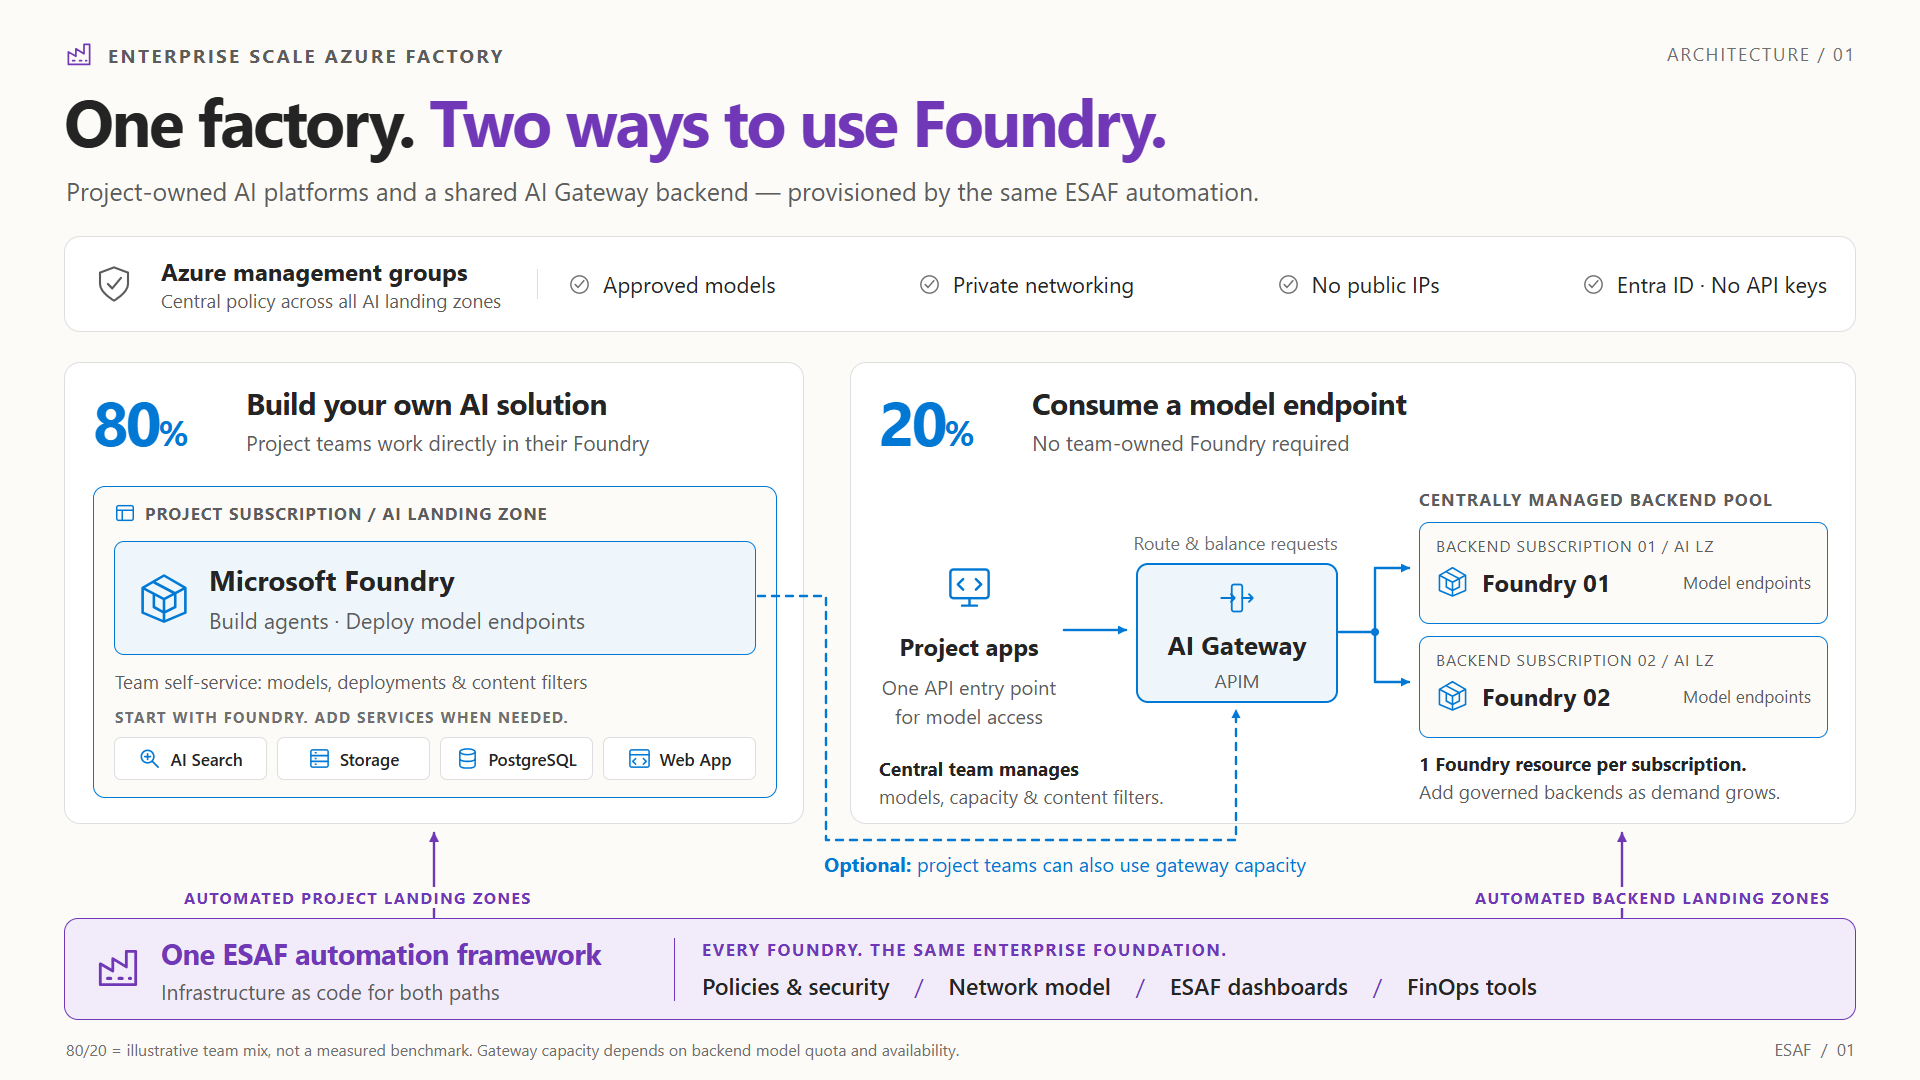 ENTERPRISE SCALE AZURE FACTORY
ARCHITECTURE / 01
One factory. Two ways to use Foundry.
Project-owned AI platforms and a shared AI Gateway backend — provisioned by the same ESAF automation.
Azure management groups
Central policy across all AI landing zones
Approved models
Private networking
No public IPs
Entra ID · No API keys
80%
Build your own AI solution
Project teams work directly in their Foundry
PROJECT SUBSCRIPTION / AI LANDING ZONE
Microsoft Foundry
Build agents · Deploy model endpoints
Team self-service: models, deployments & content filters
START WITH FOUNDRY. ADD SERVICES WHEN NEEDED.
AI Search
Storage
PostgreSQL
Web App
20%
Consume a model endpoint
No team-owned Foundry required
Project apps
One API entry point
for model access
Central team manages
models, capacity & content filters.
Route & balance requests
AI Gateway
APIM
CENTRALLY MANAGED BACKEND POOL
BACKEND SUBSCRIPTION 01 / AI LZ
Foundry 01
Model endpoints
BACKEND SUBSCRIPTION 02 / AI LZ
Foundry 02
Model endpoints
1 Foundry resource per subscription.
Add governed backends as demand grows.
Optional: project teams can also use gateway capacity
AUTOMATED PROJECT LANDING ZONES
AUTOMATED BACKEND LANDING ZONES
One ESAF automation framework
Infrastructure as code for both paths
EVERY FOUNDRY. THE SAME ENTERPRISE FOUNDATION.
Policies & security / Network model / ESAF dashboards / FinOps tools
80/20 = illustrative team mix, not a measured benchmark. Gateway capacity depends on backend model quota and availability.
ESAF / 01